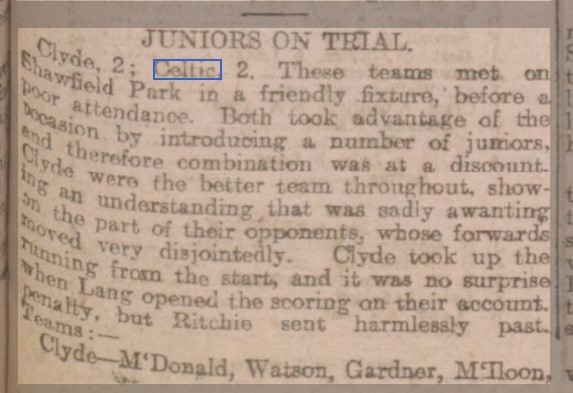 JUNIORS ON TRIAL.
Clyde, 2; Celtic, 2. These teams met on
Shawfield Park in a friendly fixture, before a
poor attendance. Both took advantage of the
occasion by introducing a number of juniors,
and therefore combination was at a discount.
Clyde were the better team throughout, show-
ing an understanding that was sadly awanting
on the part of their opponents, whose forwards
moved very disjointedly. Clyde took up the
running from the start, and it was no surprise
when Lang opened the scoring on their account.
penalty, but Ritchie sent harmlessly past.
Teams:—
Clyde—M‘Donald, Watson, Gardner, M‘Iloon,